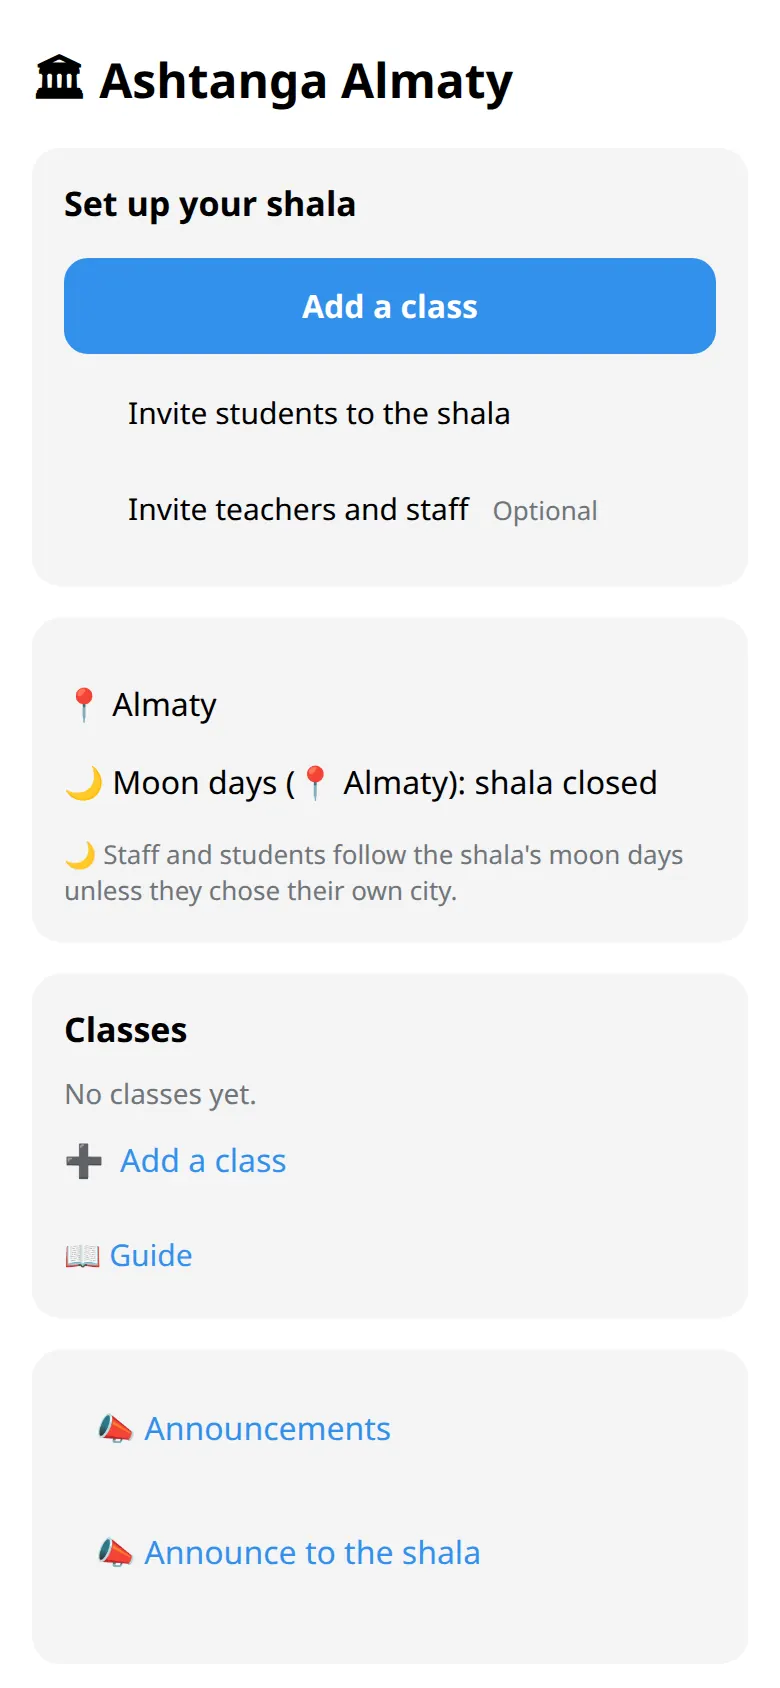 🏛 Ashtanga Almaty
Set up your shala
Add a class
Invite students to the shala
Invite teachers and staff Optional
📍 Almaty
🌙 Moon days (📍 Almaty): shala closed
🌙 Staff and students follow the shala's moon days
unless they chose their own city.
Classes
No classes yet.
➕ Add a class
📖 Guide
📣 Announcements
📣 Announce to the shala